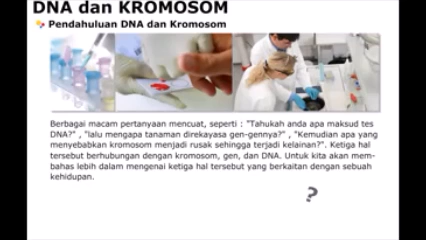 DNA dan KROMOSOM
Pendahuluan DNA dan Kromosom
Berbagai macam pertanyaan mencuat, seperti : "Tahukah anda apa maksud tes
DNA?" , "lalu mengapa tanaman direkayasa gen-gennya?" , "Kemudian apa yang
menyebabkan kromosom menjadi rusak sehingga terjadi kelainan?". Ketiga hal
tersebut berhubungan dengan kromosom, gen, dan DNA. Untuk kita akan mem-
bahas lebih dalam mengenai ketiga hal tersebut yang berkaitan dengan sebuah
kehidupan.
?